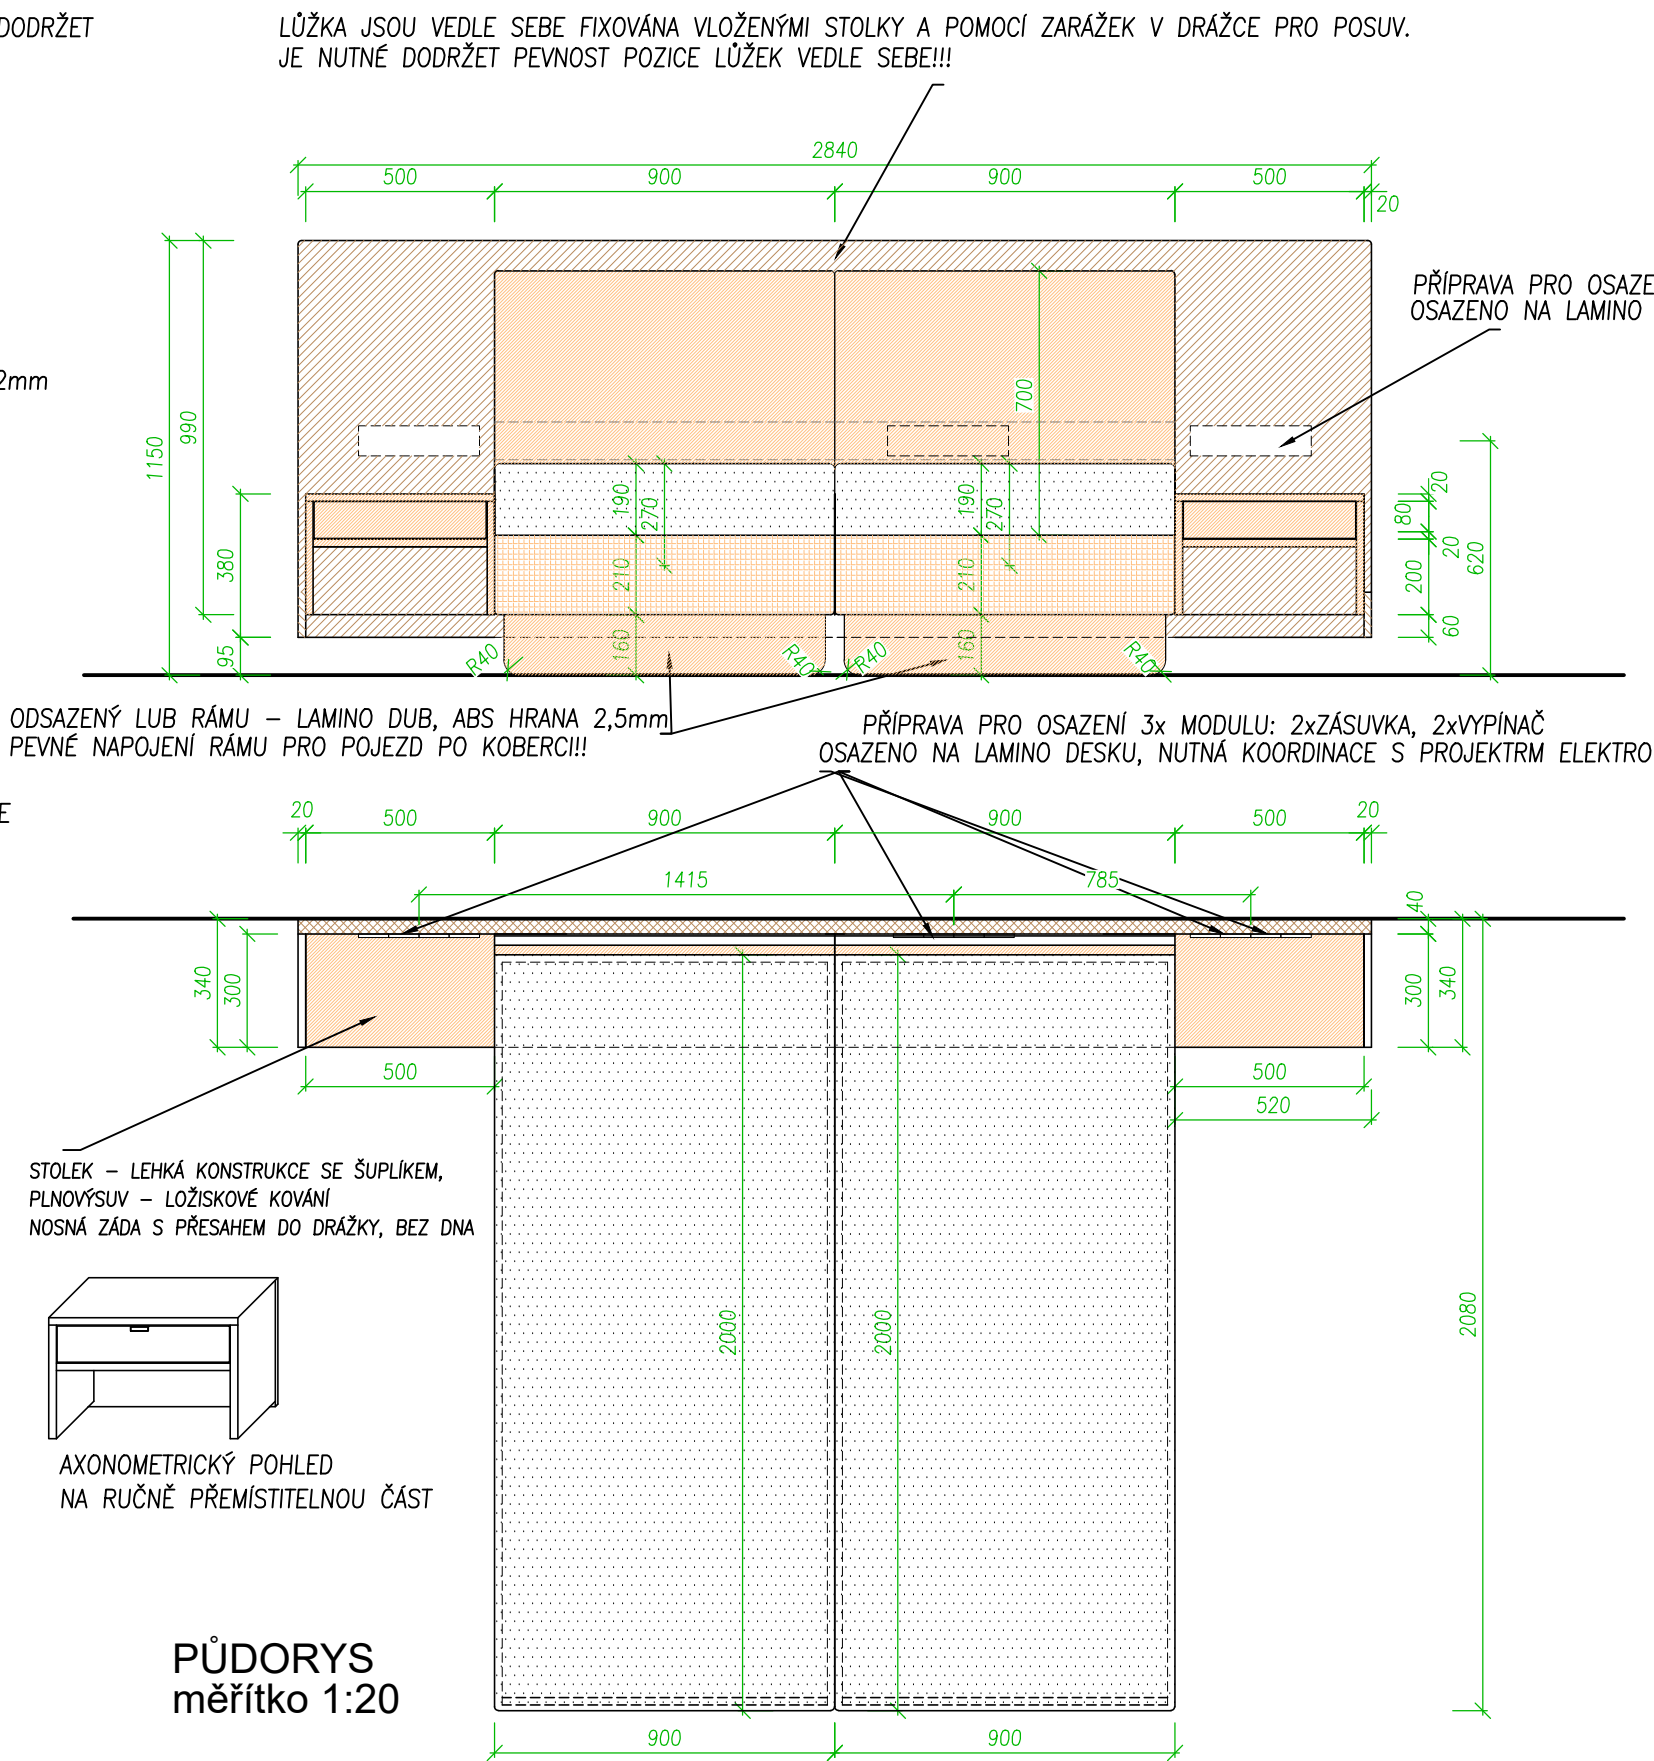 DODRŽET
LŮŽKA JSOU VEDLE SEBE FIXOVÁNA VLOŽENÝMI STOLKY A POMOCÍ ZARÁŽEK V DRÁŽCE PRO POSUV.
JE NUTNÉ DODRŽET PEVNOST POZICE LŮŽEK VEDLE SEBE!!!
2840
500 900 900 500
20
PŘÍPRAVA PRO OSAZE
OSAZENO NA LAMINO
2mm
1150
990
380
95
700
190
270
210
160
190
270
210
160
R40
R40
R40
R40
20
80
20
200
60
620
ODSAZENÝ LUB RÁMU – LAMINO DUB, ABS HRANA 2,5mm
PEVNÉ NAPOJENÍ RÁMU PRO POJEZD PO KOBERCI!!
PŘÍPRAVA PRO OSAZENÍ 3x MODULU: 2xZÁSUVKA, 2xVYPÍNAČ
OSAZENO NA LAMINO DESKU, NUTNÁ KOORDINACE S PROJEKTRM ELEKTRO
E
20 500 900 900 500 20
1415 785
40
340
300
300
340
500
500
520
STOLEK – LEHKÁ KONSTRUKCE SE ŠUPLÍKEM,
PLNOVÝSUV – LOŽISKOVÉ KOVÁNÍ
NOSNÁ ZÁDA S PŘESAHEM DO DRÁŽKY, BEZ DNA
2000
2000
2080
AXONOMETRICKÝ POHLED
NA RUČNĚ PŘEMÍSTITELNOU ČÁST
PŮDORYS
měřítko 1:20
900 900